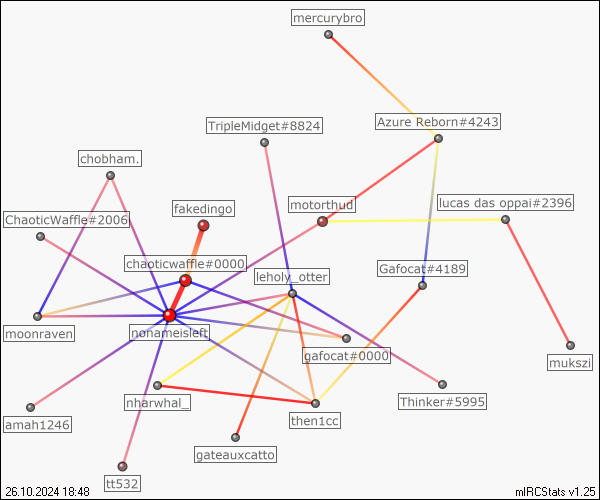 mercurybro
TripleMidget#8824
Azure Reborn#4243
chobham.
fakedingo
motorthud
lucas das oppai#2396
ChaoticWaffle#2006
chaoticwaffle#0000
leholy_otter
Gafocat#4189
moonraven
nonameisleft
gafocat#0000
mukszi
nharwhal_
Thinker#5995
amah1246
then1cc
gateauxcatto
tt532
26.10.2024 18:48
mIRCStats v1.25